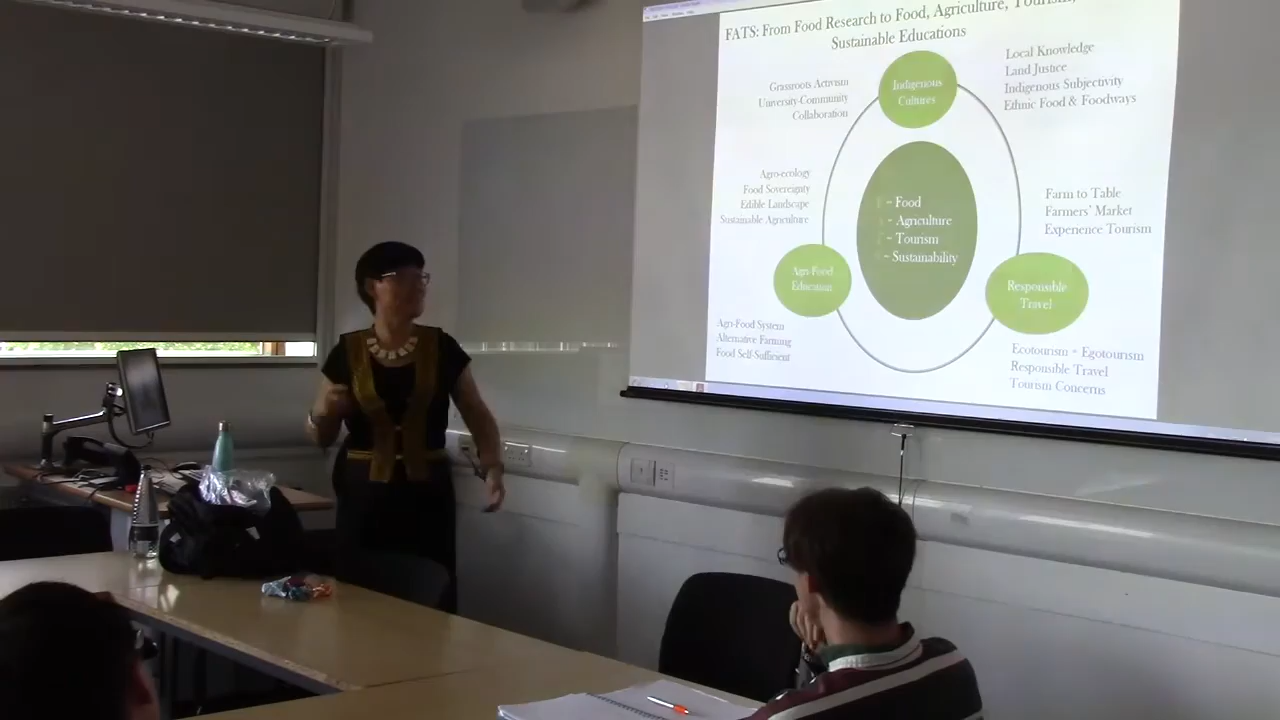 FATS: From Food Research to Food, Agriculture, Tourism,
Sustainable Educations
Indigenous
Cultures
Grassroots Activism
University-Community
Collaboration
Local Knowledge
Land Justice
Indigenous Subjectivity
Ethnic Food & Foodways
Agro-ecology
Food Sovereignty
Edible Landscape
Sustainable Agriculture
- Food
- Agriculture
- Tourism
- Sustainability
Farm to Table
Farmers' Market
Experience Tourism
Agri-Food
Education
Responsible
Travel
Agri-Food System
Alternative Farming
Food Self-Sufficient
Ecotourism
Egotourism
Responsible Travel
Tourism Concerns